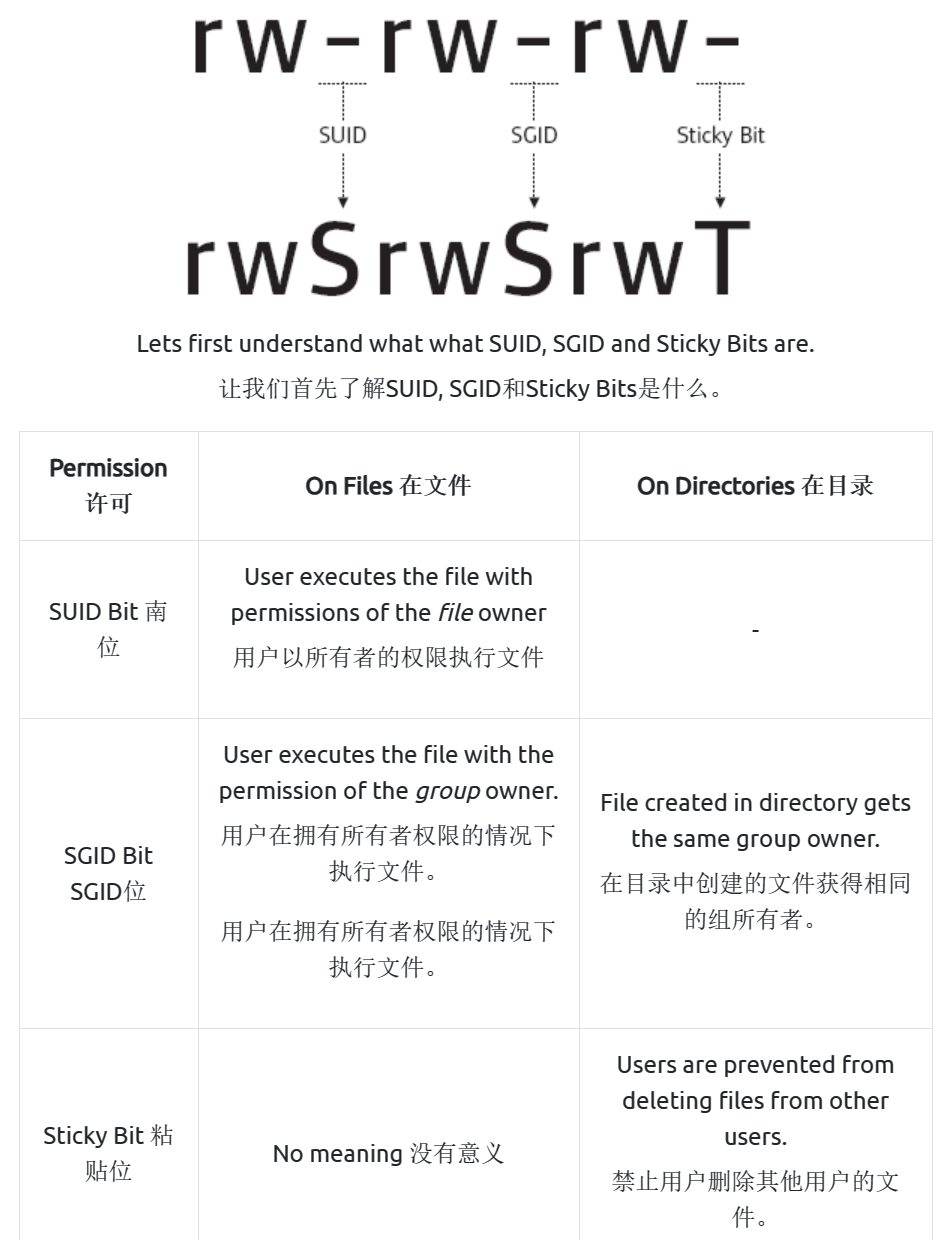 rw-rw-rw-
SUID SGID Sticky Bit
rwSrwSrwT
Lets first understand what what SUID, SGID and Sticky Bits are.
让我们首先了解SUID, SGID和Sticky Bits是什么。
Permission
许可
On Files 在文件
On Directories 在目录
SUID Bit 南
位
User executes the file with
permissions of the file owner
用户以所有者的权限执行文件
-
SGID Bit
SGID位
User executes the file with the
permission of the group owner.
用户在拥有所有者权限的情况下
执行文件。
用户在拥有所有者权限的情况下
执行文件。
File created in directory gets
the same group owner.
在目录中创建的文件获得相同
的组所有者。
Sticky Bit 粘
贴位
No meaning 没有意义
Users are prevented from
deleting files from other
users.
禁止用户删除其他用户的文
件。